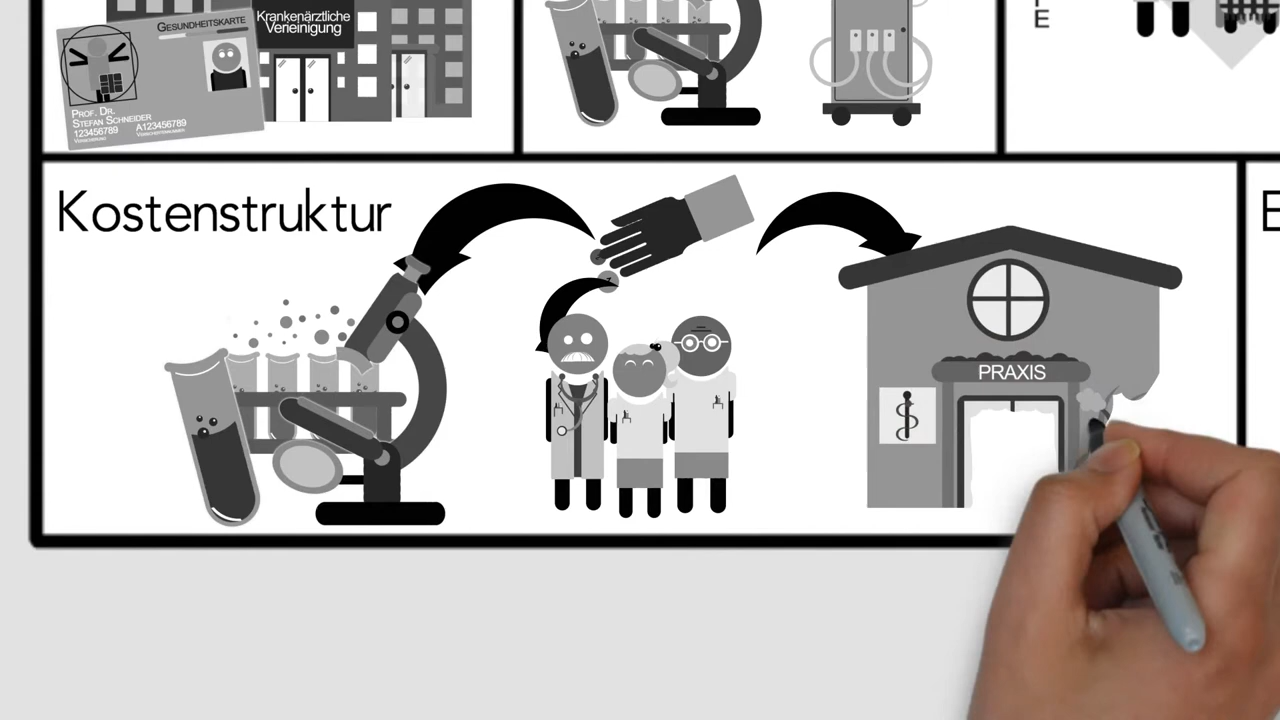 GESUNDHEITSKARTE
PROF. DR.
STEFAN SCHNEIDER
123456789 A123456789
Krankenärztliche
Vereinigung
E
Kostenstruktur
E
PRAXIS